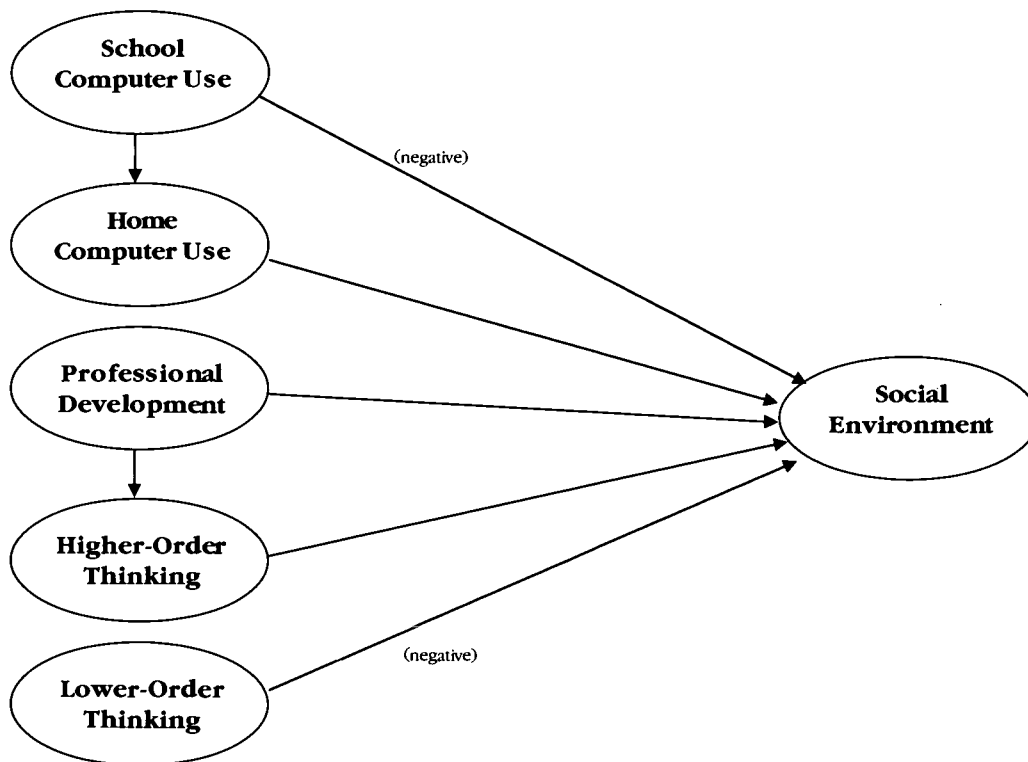 School
Computer Use
(negative)
Home
Computer Use
Professional
Development
Social
Environment
Higher-Order
Thinking
(negative)
Lower-Order
Thinking